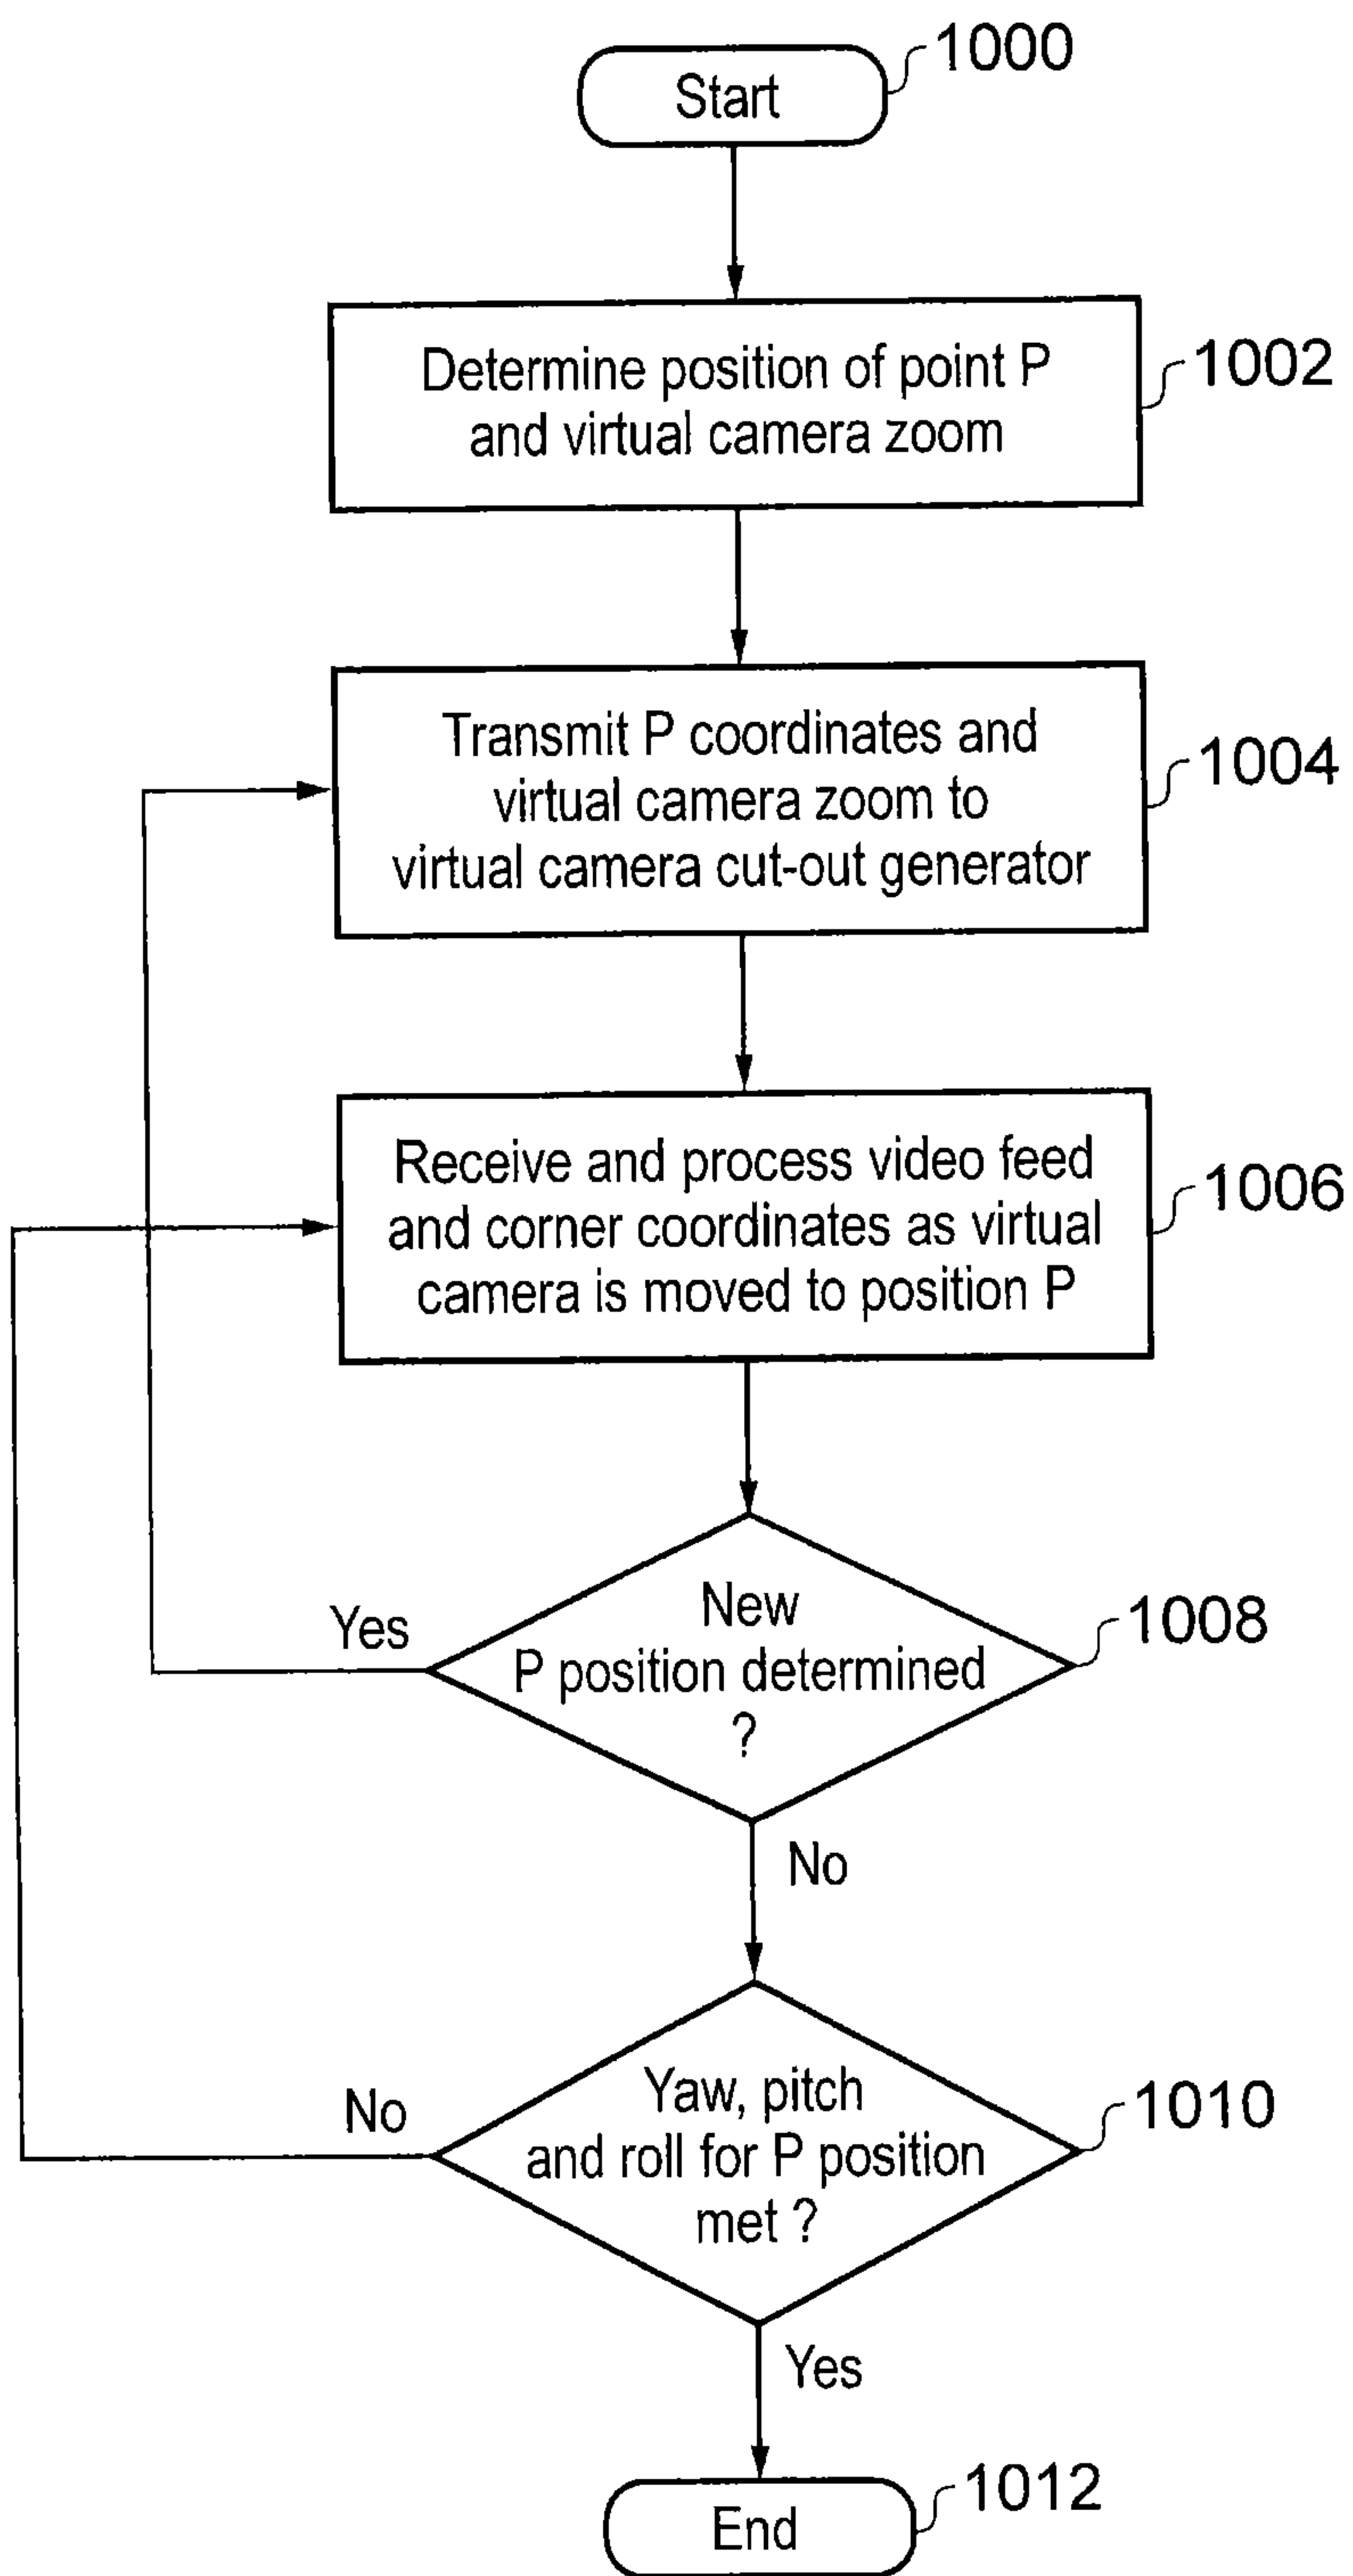 1000
Start
Determine position of point P
and virtual camera zoom
1002
Transmit P coordinates and
virtual camera zoom to
virtual camera cut-out generator
1004
Receive and process video feed
and corner coordinates as virtual
camera is moved to position P
1006
New
P position determined
?
1008
Yes
No
Yaw, pitch
and roll for P position
met ?
1010
No
Yes
End
1012